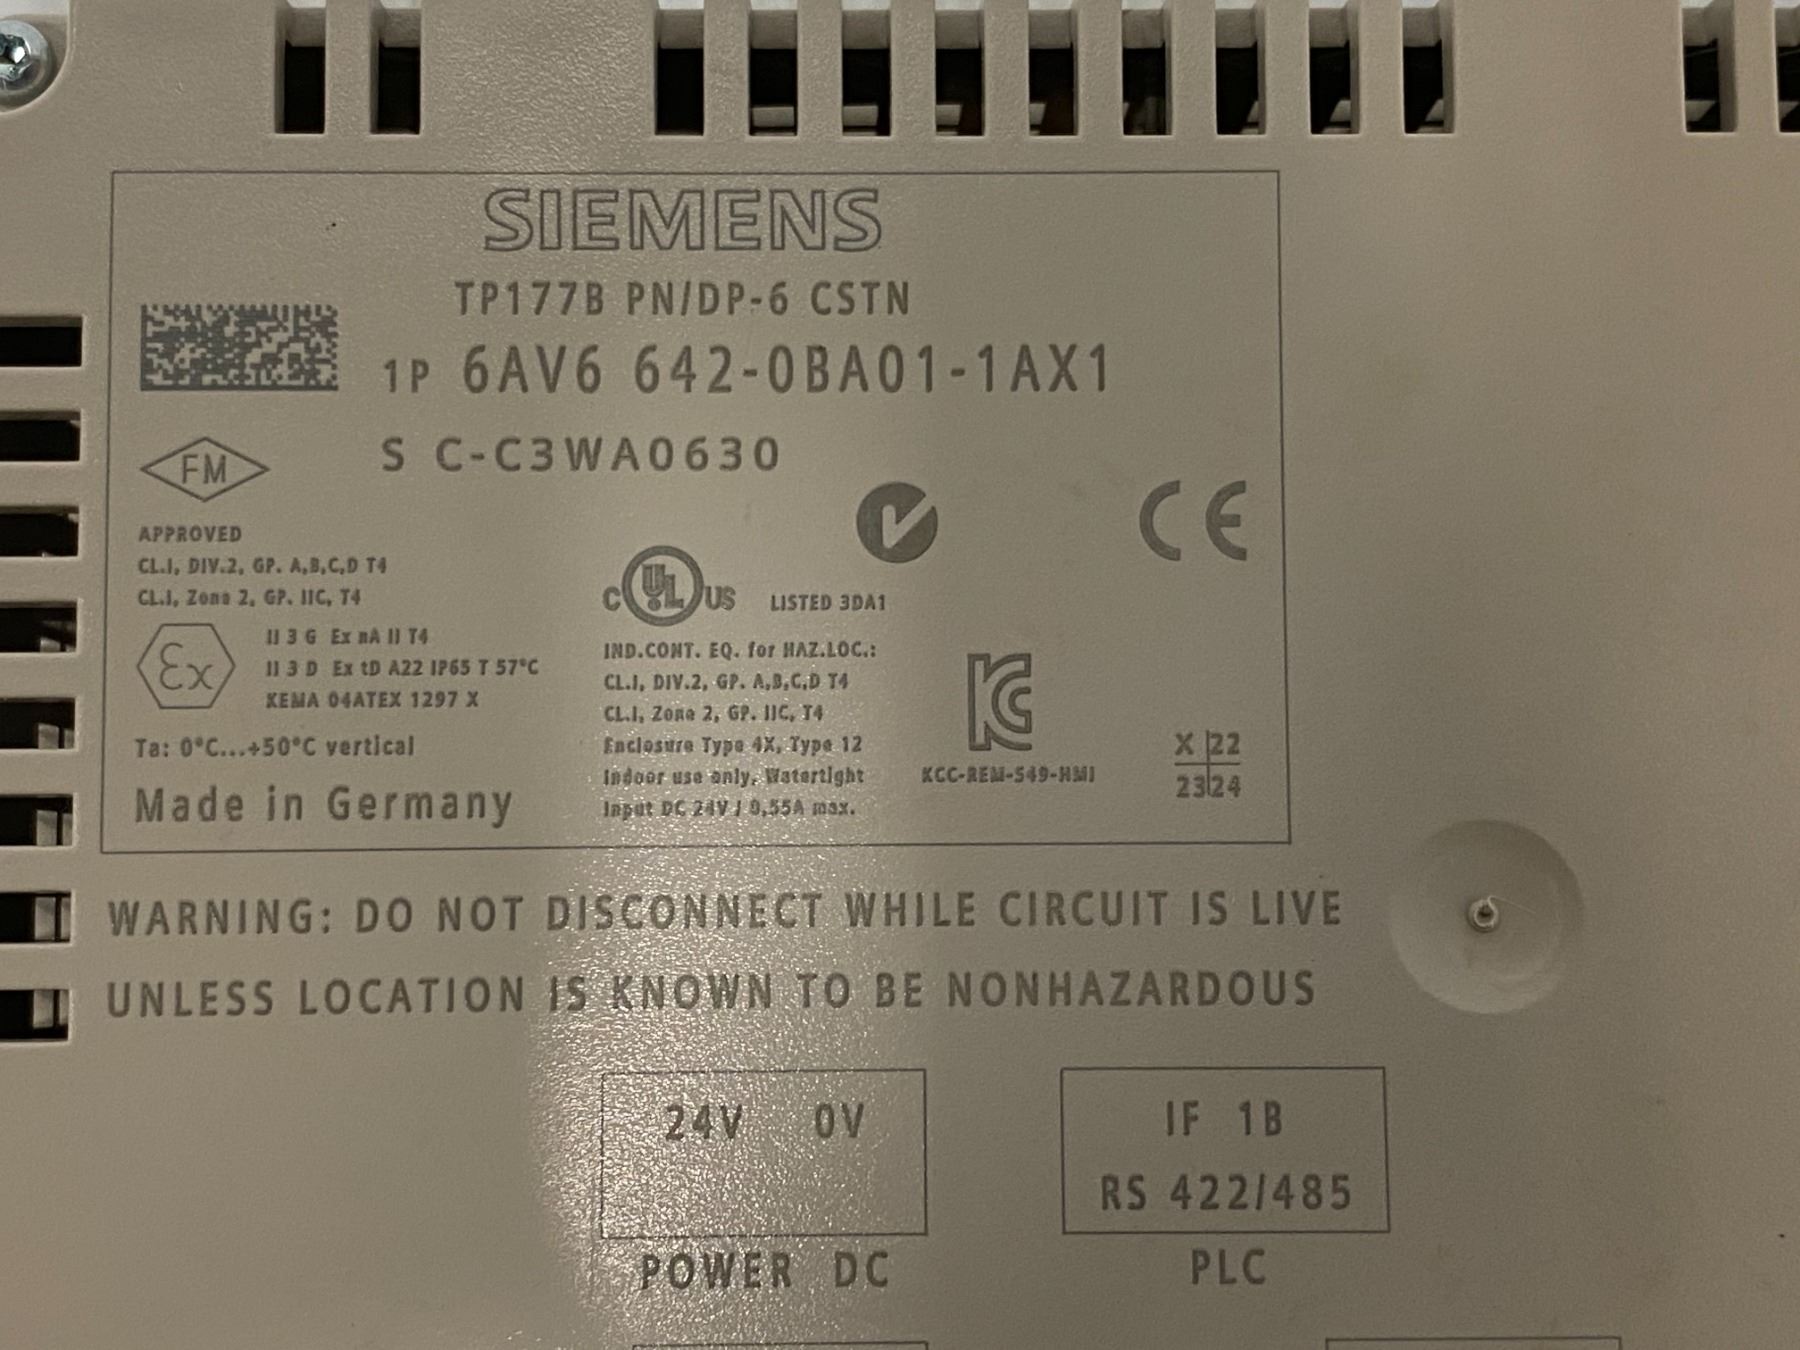 SIEMENS
TP177B PN/DP-6 CSTN
1P 6AV6 642-0BA01-1AX1
S C-C3WA0630
FM
APPROVED
CL.I, DIV.2, GP. A,B,C,D T4
CL.I, Zone 2, GP. IIC, T4
Ex
II 3 G Ex nA II T4
II 3 D Ex tD A22 IP65 T 57°C
KEMA 04ATEX 1297 X
Ta: 0°C...+50°C vertical
Made in Germany
C UL US LISTED 3DA1
IND.CONT. EQ. for HAZ.LOC.:
CL.I, DIV.2, GP. A,B,C,D T4
CL.I, Zone 2, GP. IIC, T4
Enclosure Type 4X, Type 12
Indoor use only, Watertight
Input DC 24V / 0,55A max.
CE
KCC-REM-S49-HMI
X 22
23 24
WARNING: DO NOT DISCONNECT WHILE CIRCUIT IS LIVE
UNLESS LOCATION IS KNOWN TO BE NONHAZARDOUS
24V 0V
POWER DC
IF 1B
RS 422/485
PLC